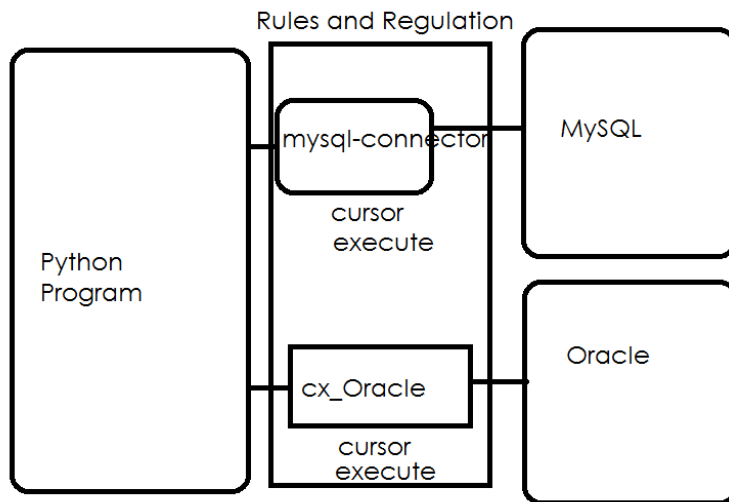 Rules and Regulation
mysql-connector
MySQL
cursor
execute
Python
Program
Oracle
cx_Oracle
cursor
execute